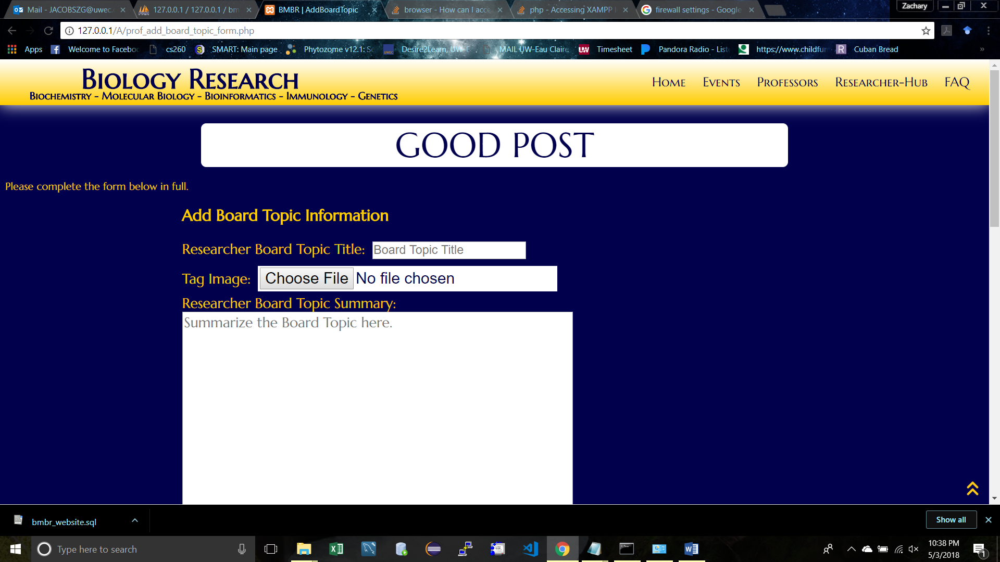 Zachary
Mail - JACOBSZG@uwec.
127.0.0.1 / 127.0.0.1 / bm
BMBR | AddBoardTopic
browser - How can I acce
php - Accessing XAMPP
firewall settings - Google
127.0.0.1/A/prof_add_board_topic_form.php
Apps
Welcome to Faceboo
cs260
SMART: Main page
Phytozome v12.1: Se
Desire2Learn, UW-E
MAIL UW-Eau Claire
Timesheet
Pandora Radio - Liste
https://www.childfun
Cuban Bread
Biology Research
Biochemistry - Molecular Biology - Bioinformatics - Immunology - Genetics
Home Events Professors Researcher-Hub FAQ
GOOD POST
Please complete the form below in full.
Add Board Topic Information
Researcher Board Topic Title: Board Topic Title
Tag Image: Choose File No file chosen
Researcher Board Topic Summary:
Summarize the Board Topic here.
bmbr_website.sql
Show all
Type here to search
10:38 PM
5/3/2018
1